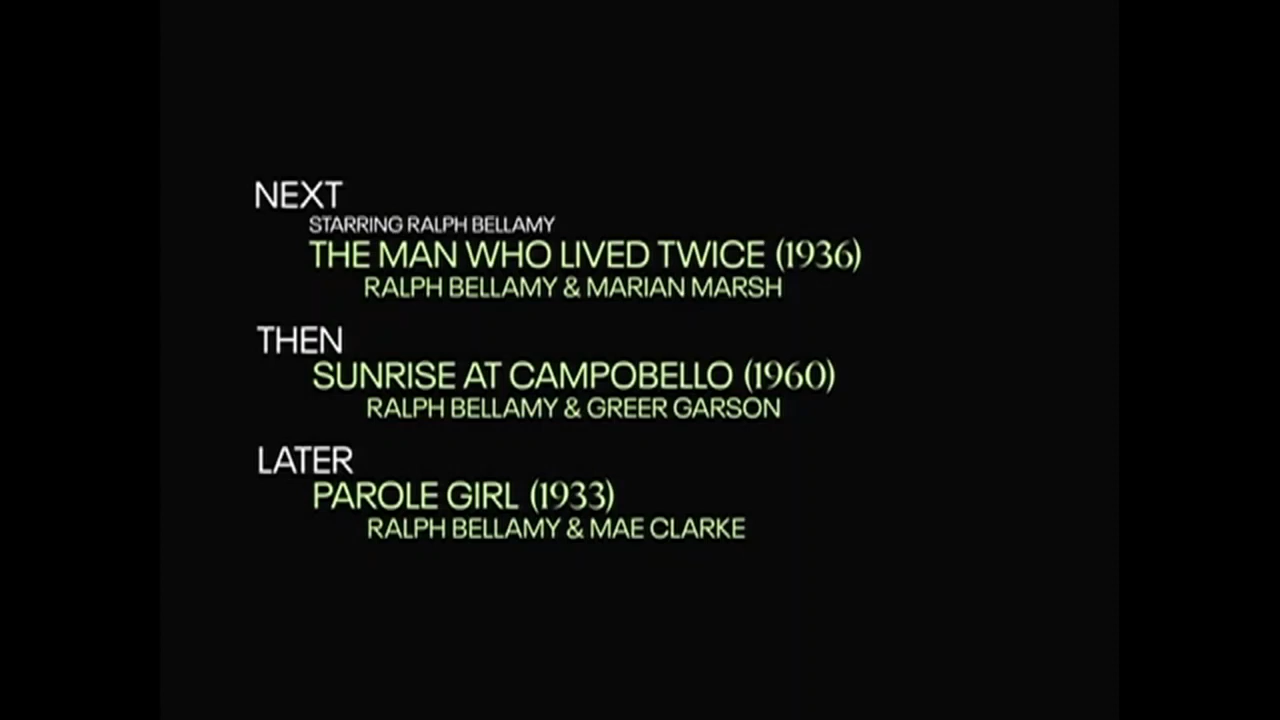 NEXT
STARRING RALPH BELLAMY
THE MAN WHO LIVED TWICE (1936)
RALPH BELLAMY & MARIAN MARSH
THEN
SUNRISE AT CAMPOBELLO (1960)
RALPH BELLAMY & GREER GARSON
LATER
PAROLE GIRL (1933)
RALPH BELLAMY & MAE CLARKE